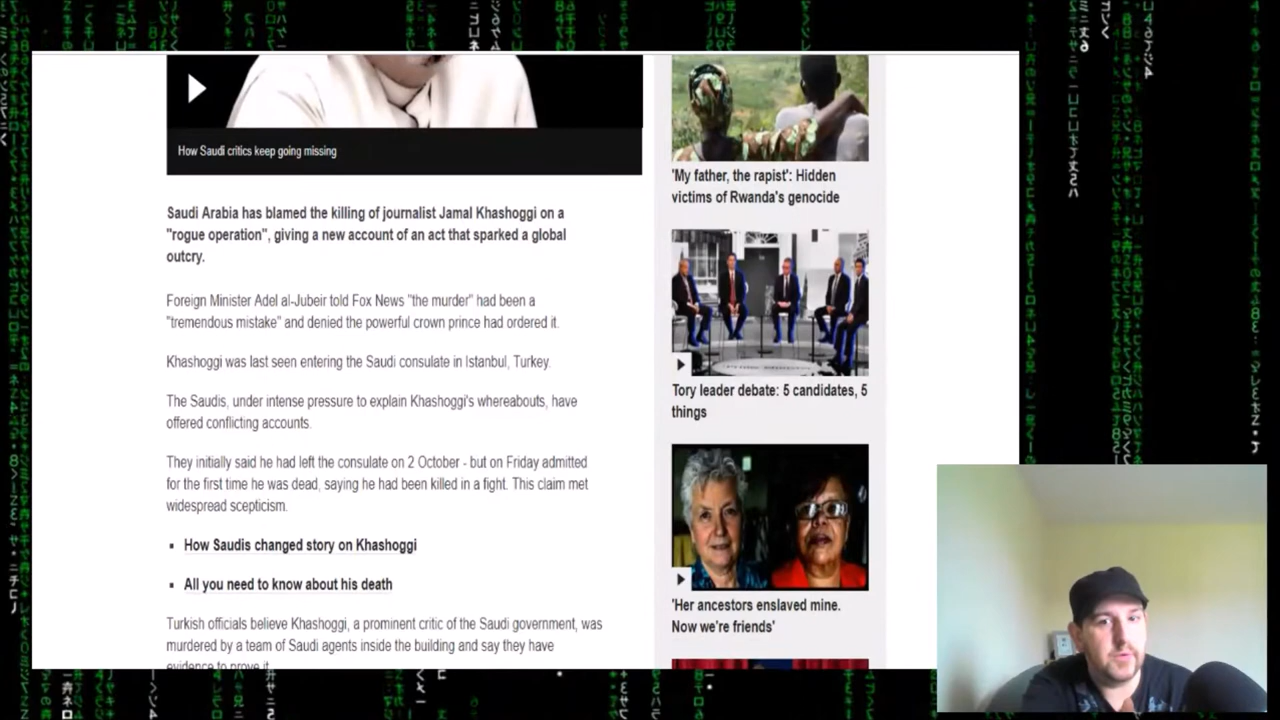 How Saudi critics keep going missing
Saudi Arabia has blamed the killing of journalist Jamal Khashoggi on a
"rogue operation", giving a new account of an act that sparked a global
outcry.
Foreign Minister Adel al-Jubeir told Fox News "the murder" had been a
"tremendous mistake" and denied the powerful crown prince had ordered it.
Khashoggi was last seen entering the Saudi consulate in Istanbul, Turkey.
The Saudis, under intense pressure to explain Khashoggi's whereabouts, have
offered conflicting accounts.
They initially said he had left the consulate on 2 October - but on Friday admitted
for the first time he was dead, saying he had been killed in a fight. This claim met
widespread scepticism.
▪ How Saudis changed story on Khashoggi
▪ All you need to know about his death
Turkish officials believe Khashoggi, a prominent critic of the Saudi government, was
murdered by a team of Saudi agents inside the building and say they have
evidence to prove it
'My father, the rapist': Hidden
victims of Rwanda's genocide
Tory leader debate: 5 candidates, 5
things
'Her ancestors enslaved mine.
Now we're friends'